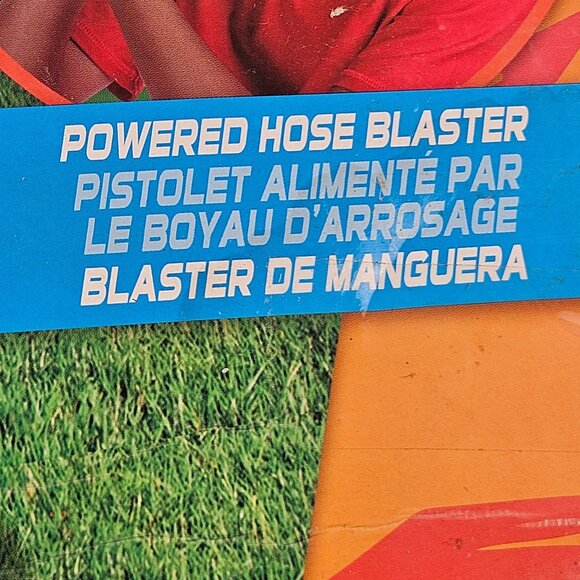 POWERED HOSE BLASTER
PISTOLET ALIMENTÉ PAR
LE BOYAU D'ARROSAGE
BLASTER DE MANGUERA